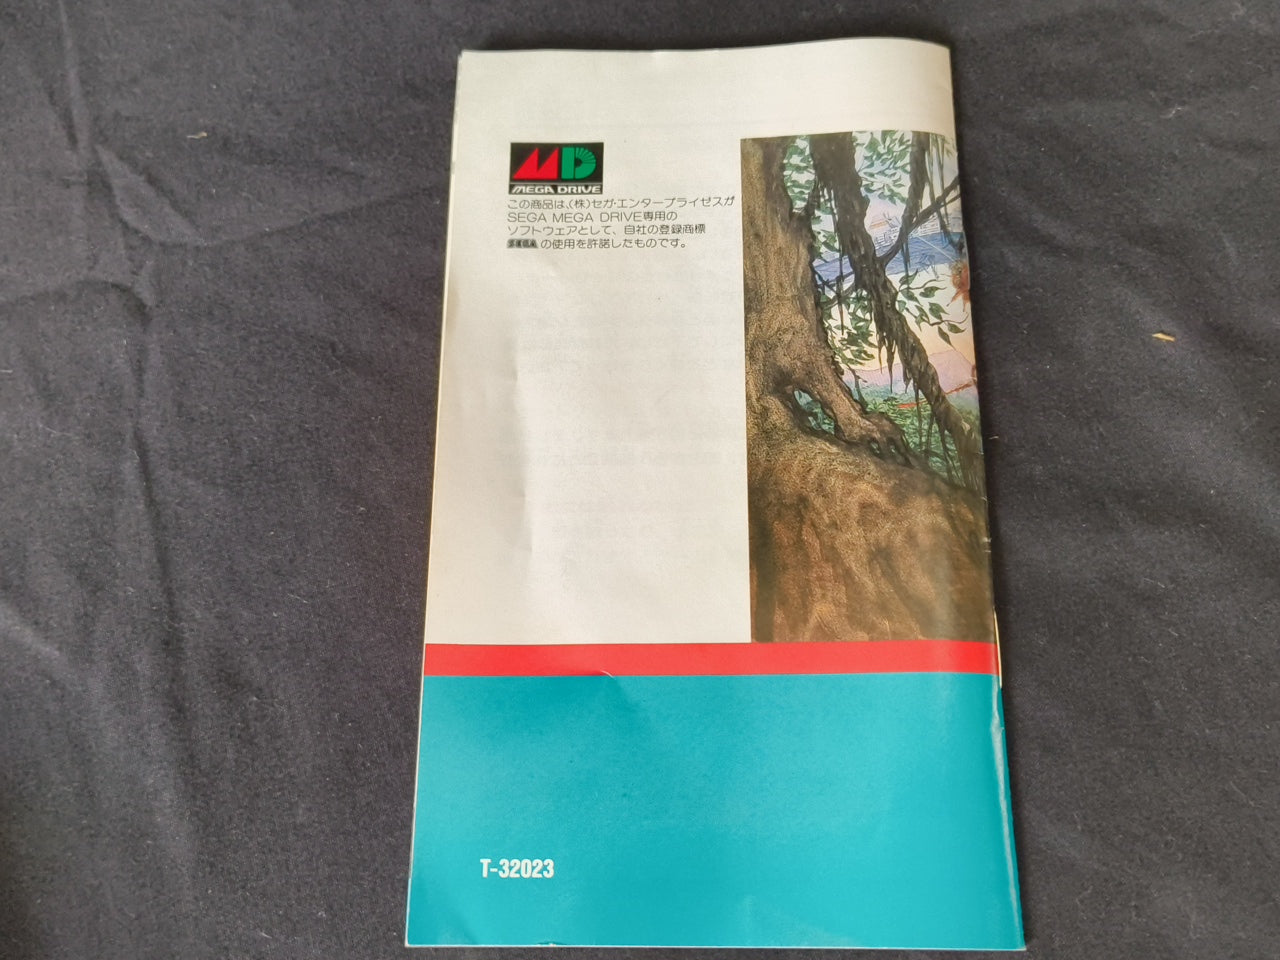 MD
MEGA DRIVE
この商品は、(株)セガ・エンタープライゼスが
SEGA MEGA DRIVE専用の
ソフトウェアとして、自社の登録商標
SEGA の使用を許諾したものです。
T-32023